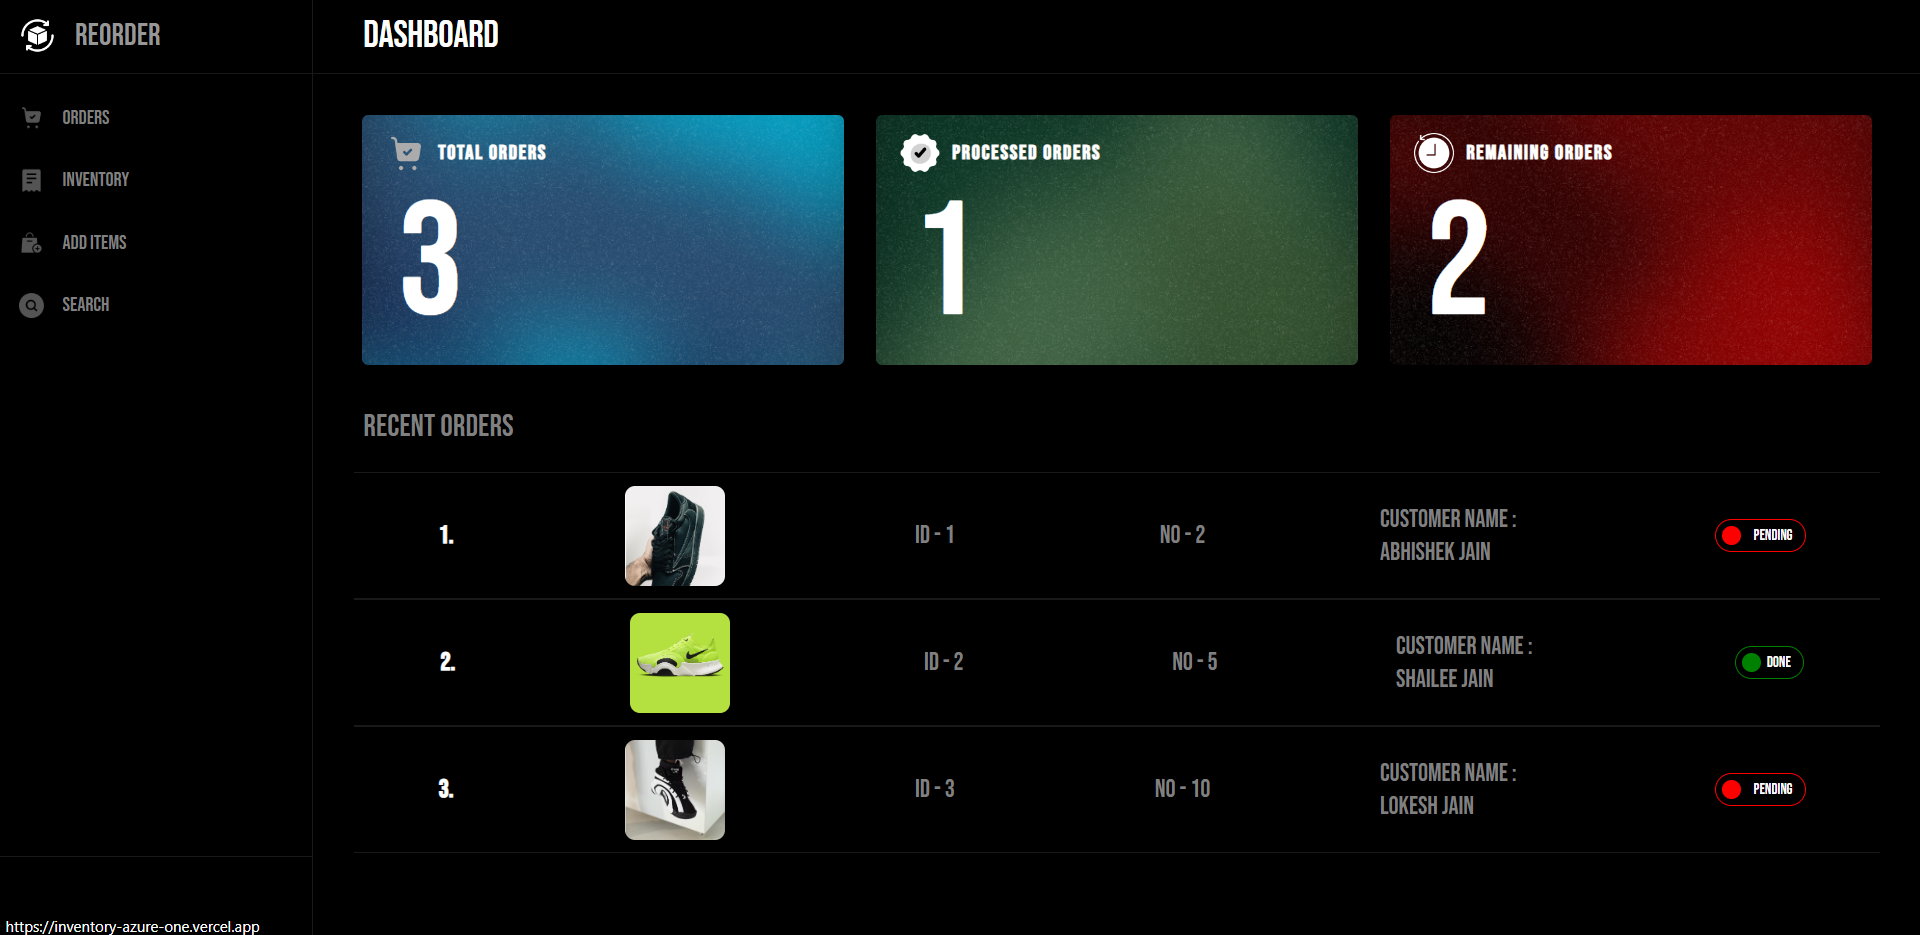 REORDER
DASHBOARD
ORDERS
INVENTORY
ADD ITEMS
SEARCH
TOTAL ORDERS
3
PROCESSED ORDERS
1
REMAINING ORDERS
2
RECENT ORDERS
1.
ID - 1
NO - 2
CUSTOMER NAME :
ABHISHEK JAIN
PENDING
2.
ID - 2
NO - 5
CUSTOMER NAME :
SHAILEE JAIN
DONE
3.
ID - 3
NO - 10
CUSTOMER NAME :
LOKESH JAIN
PENDING
https://inventory-azure-one.vercel.app